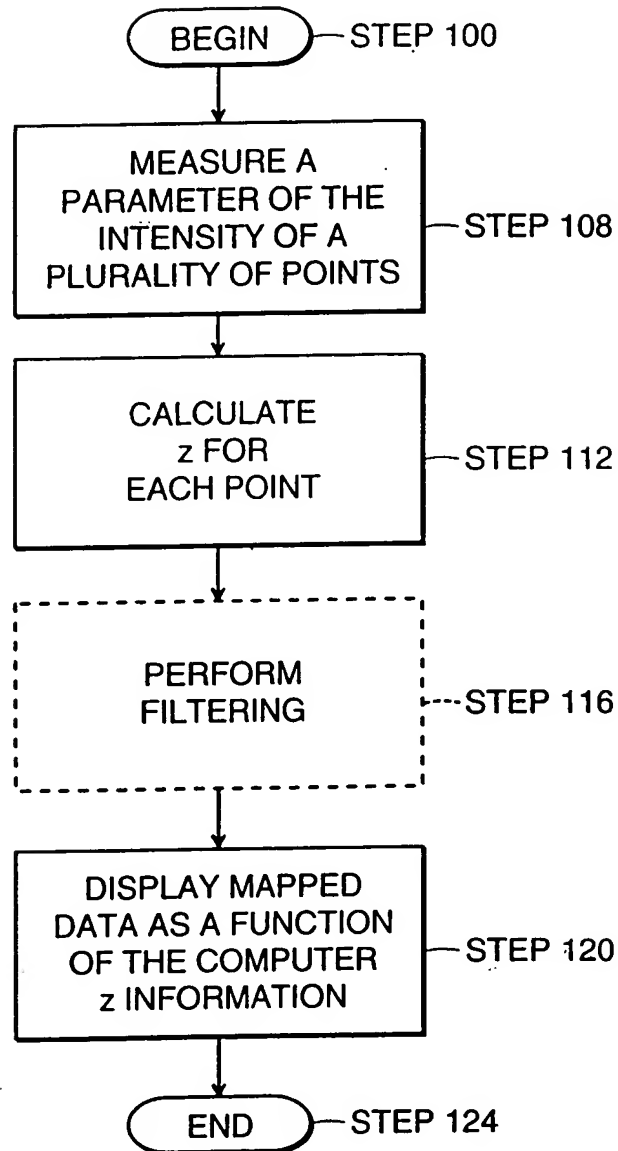 BEGIN
STEP 100
MEASURE A
PARAMETER OF THE
INTENSITY OF A
PLURALITY OF POINTS
STEP 108
CALCULATE
z FOR
EACH POINT
STEP 112
PERFORM
FILTERING
STEP 116
DISPLAY MAPPED
DATA AS A FUNCTION
OF THE COMPUTER
z INFORMATION
STEP 120
END
STEP 124